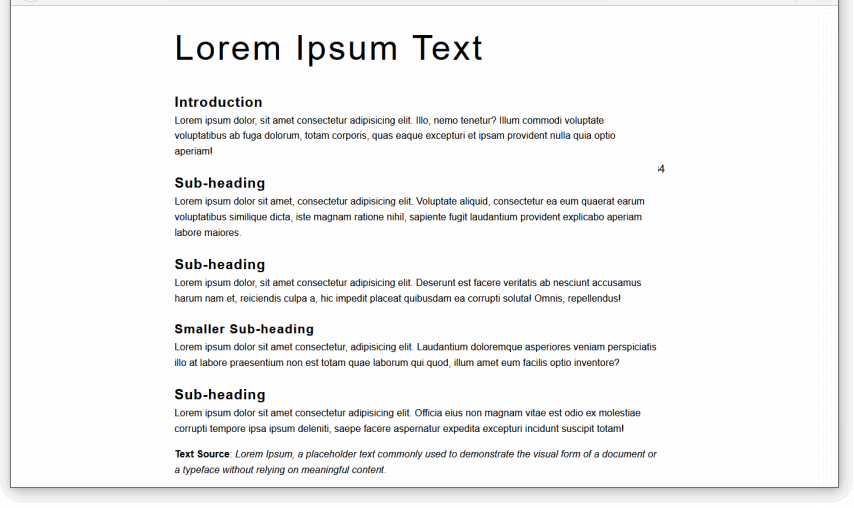 Lorem Ipsum Text
Introduction
Lorem ipsum dolor, sit amet consectetur adipisicing elit. Illo, nemo tenetur? Illum commodi voluptate
voluptatibus ab fuga dolorum, totam corporis, quas eaque excepturi et ipsam provident nulla quia optio
aperiam!
4
Sub-heading
Lorem ipsum dolor sit amet, consectetur adipisicing elit. Voluptate aliquid, consectetur ea eum quaerat earum
voluptatibus similique dicta, iste magnam ratione nihil, sapiente fugit laudantium provident explicabo aperiam
labore maiores.
Sub-heading
Lorem ipsum dolor, sit amet consectetur adipisicing elit. Deserunt est facere veritatis ab nesciunt accusamus
harum nam et, reiciendis culpa a, hic impedit placeat quibusdam ea corrupti soluta! Omnis, repellendus!
Smaller Sub-heading
Lorem ipsum dolor sit amet consectetur, adipisicing elit. Laudantium doloremque asperiores veniam perspiciatis
illo at labore praesentium non est totam quae laborum qui quod, illum amet eum facilis optio inventore?
Sub-heading
Lorem ipsum dolor sit amet consectetur adipisicing elit. Officia eius non magnam vitae est odio ex molestiae
corrupti tempore ipsa ipsum deleniti, saepe facere aspernatur expedita excepturi incidunt suscipit totam!
Text Source: Lorem Ipsum, a placeholder text commonly used to demonstrate the visual form of a document or
a typeface without relying on meaningful content.